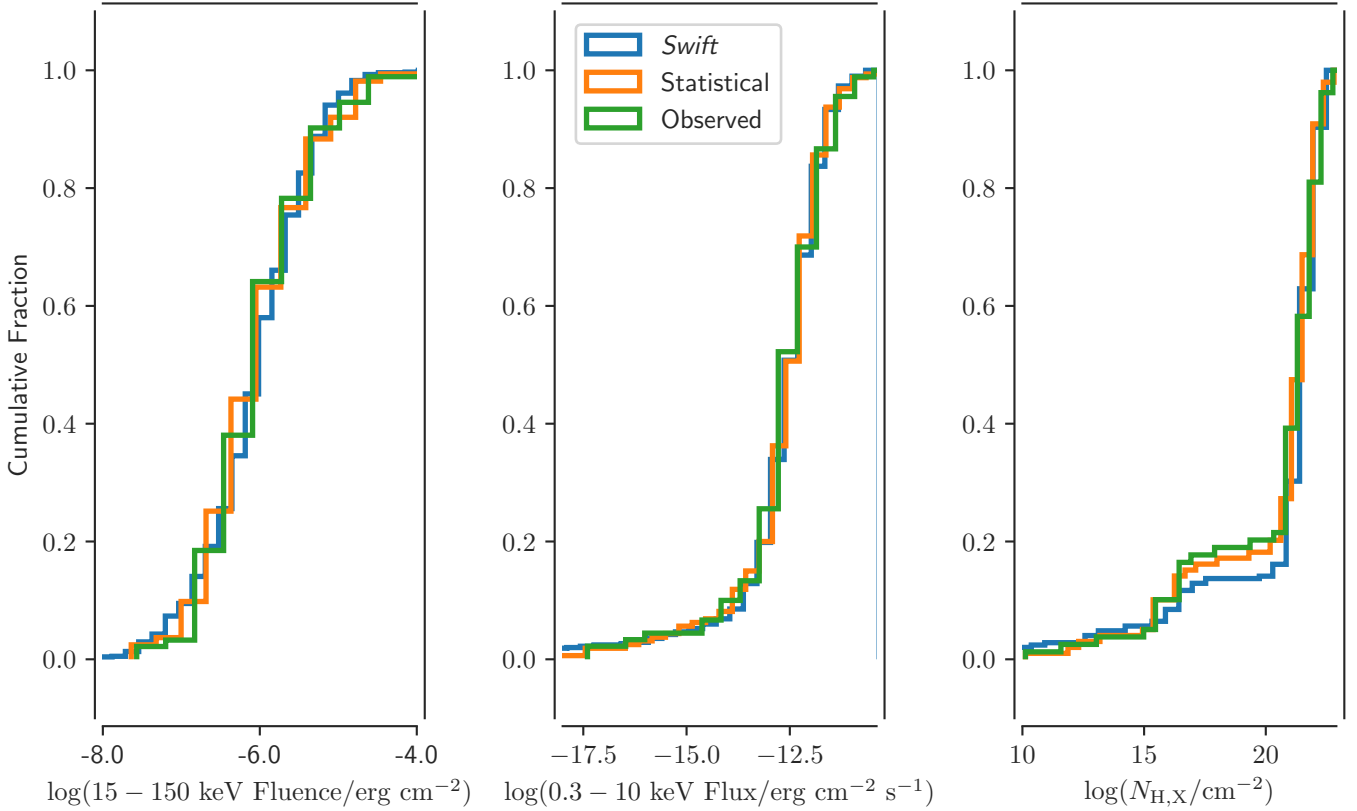 Swift
Statistical
Observed
Cumulative Fraction
1.0
0.8
0.6
0.4
0.2
0.0
-8.0 -6.0 -4.0
log(15 − 150 keV Fluence/erg cm⁻²)
1.0
0.8
0.6
0.4
0.2
0.0
−17.5 −15.0 −12.5
log(0.3 − 10 keV Flux/erg cm⁻² s⁻¹)
1.0
0.8
0.6
0.4
0.2
0.0
10 15 20
log(N_H,X/cm⁻²)